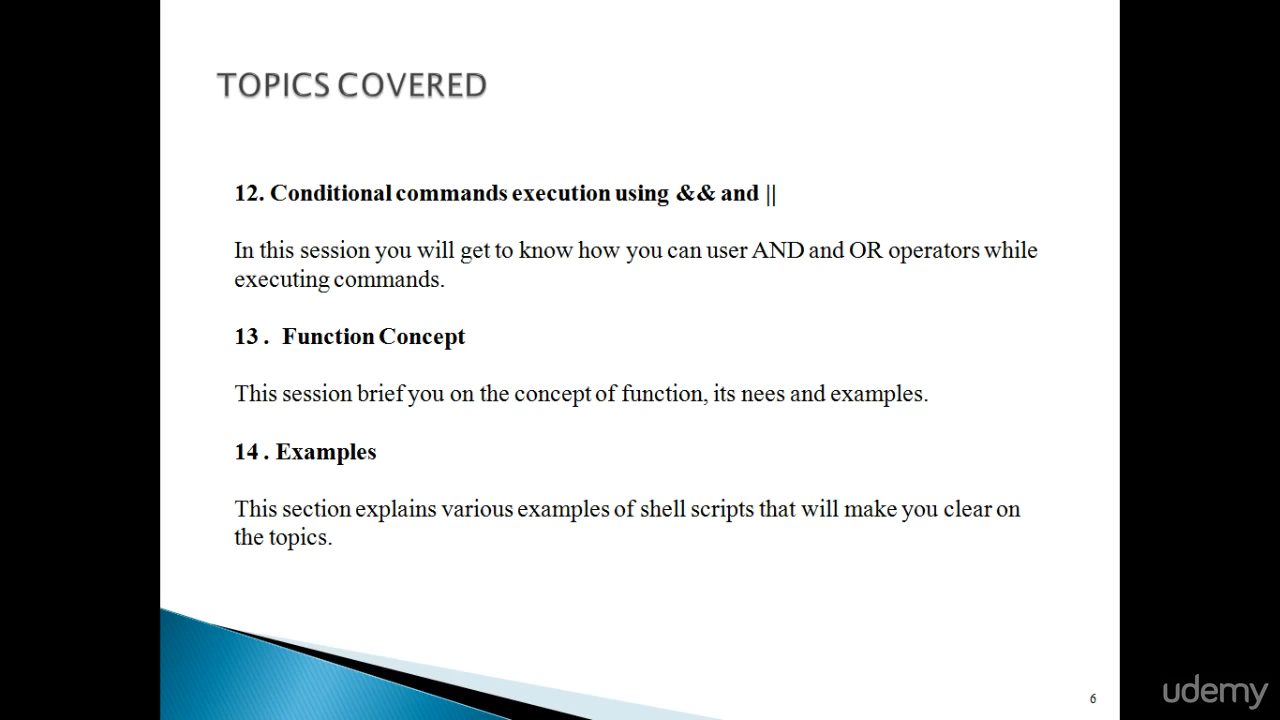 TOPICS COVERED
12. Conditional commands execution using && and ||
In this session you will get to know how you can user AND and OR operators while
executing commands.
13 . Function Concept
This session brief you on the concept of function, its nees and examples.
14 . Examples
This section explains various examples of shell scripts that will make you clear on
the topics.
6
udemy